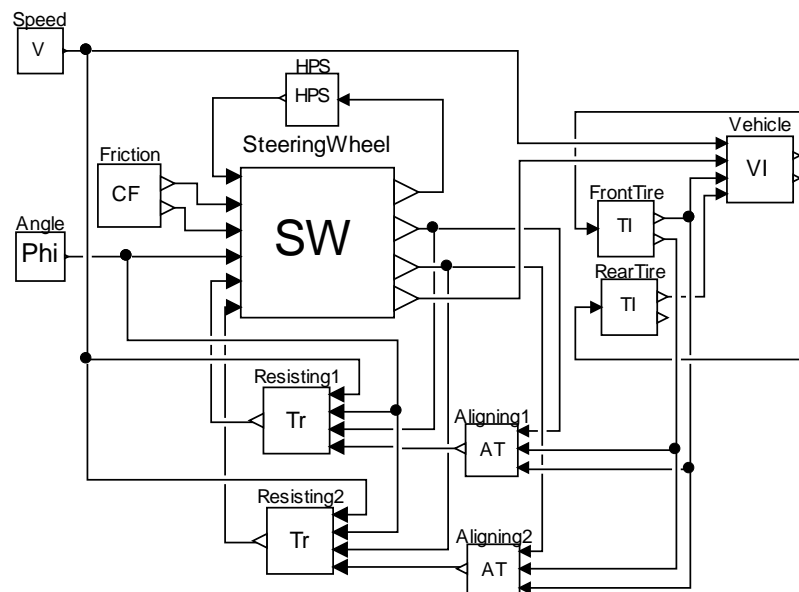 Speed
V
HPS
HPS
SteeringWheel
Vehicle
VI
Friction
CF
SW
FrontTire
TI
Angle
Phi
RearTire
TI
Resisting1
Tr
Aligning1
AT
Resisting2
Tr
Aligning2
AT